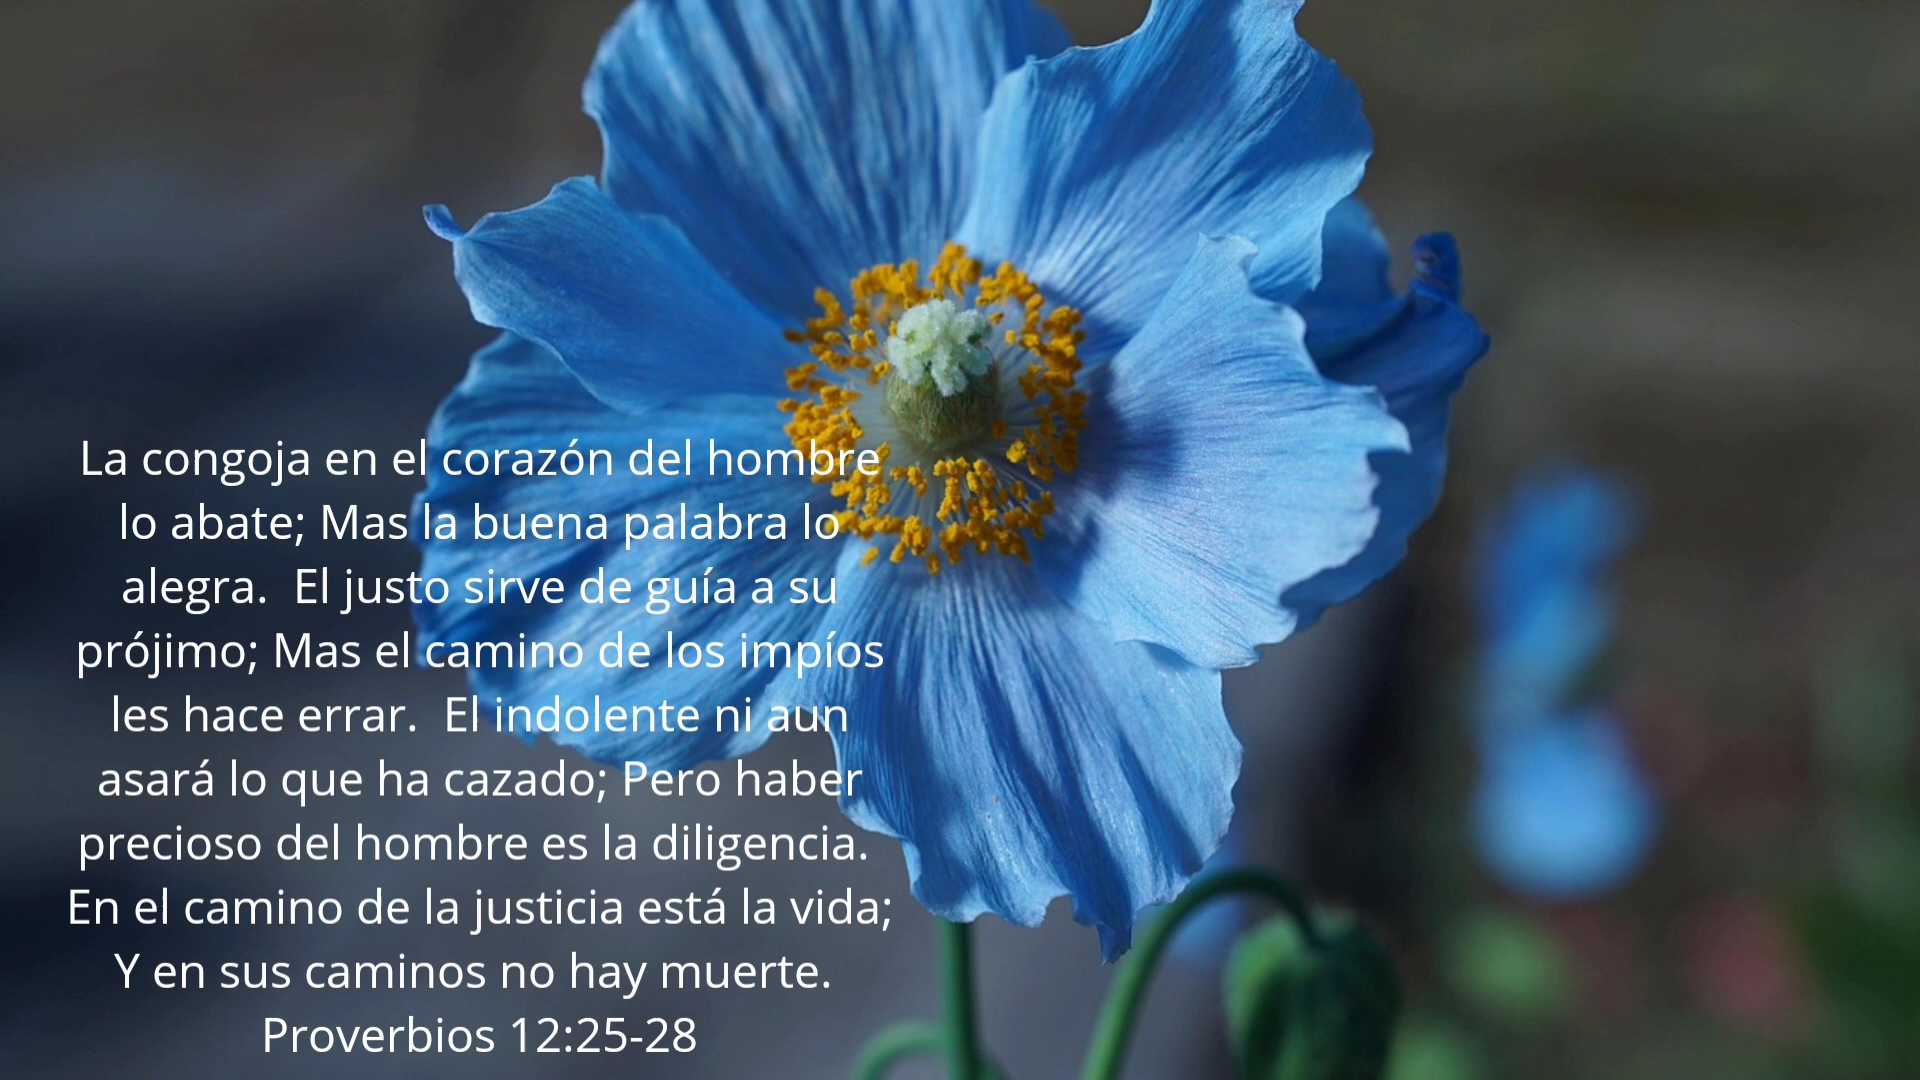 La congoja en el corazón del hombre
lo abate; Mas la buena palabra lo
alegra.  El justo sirve de guía a su
prójimo; Mas el camino de los impíos
les hace errar.  El indolente ni aun
asará lo que ha cazado; Pero haber
precioso del hombre es la diligencia.
En el camino de la justicia está la vida;
Y en sus caminos no hay muerte.
Proverbios 12:25-28